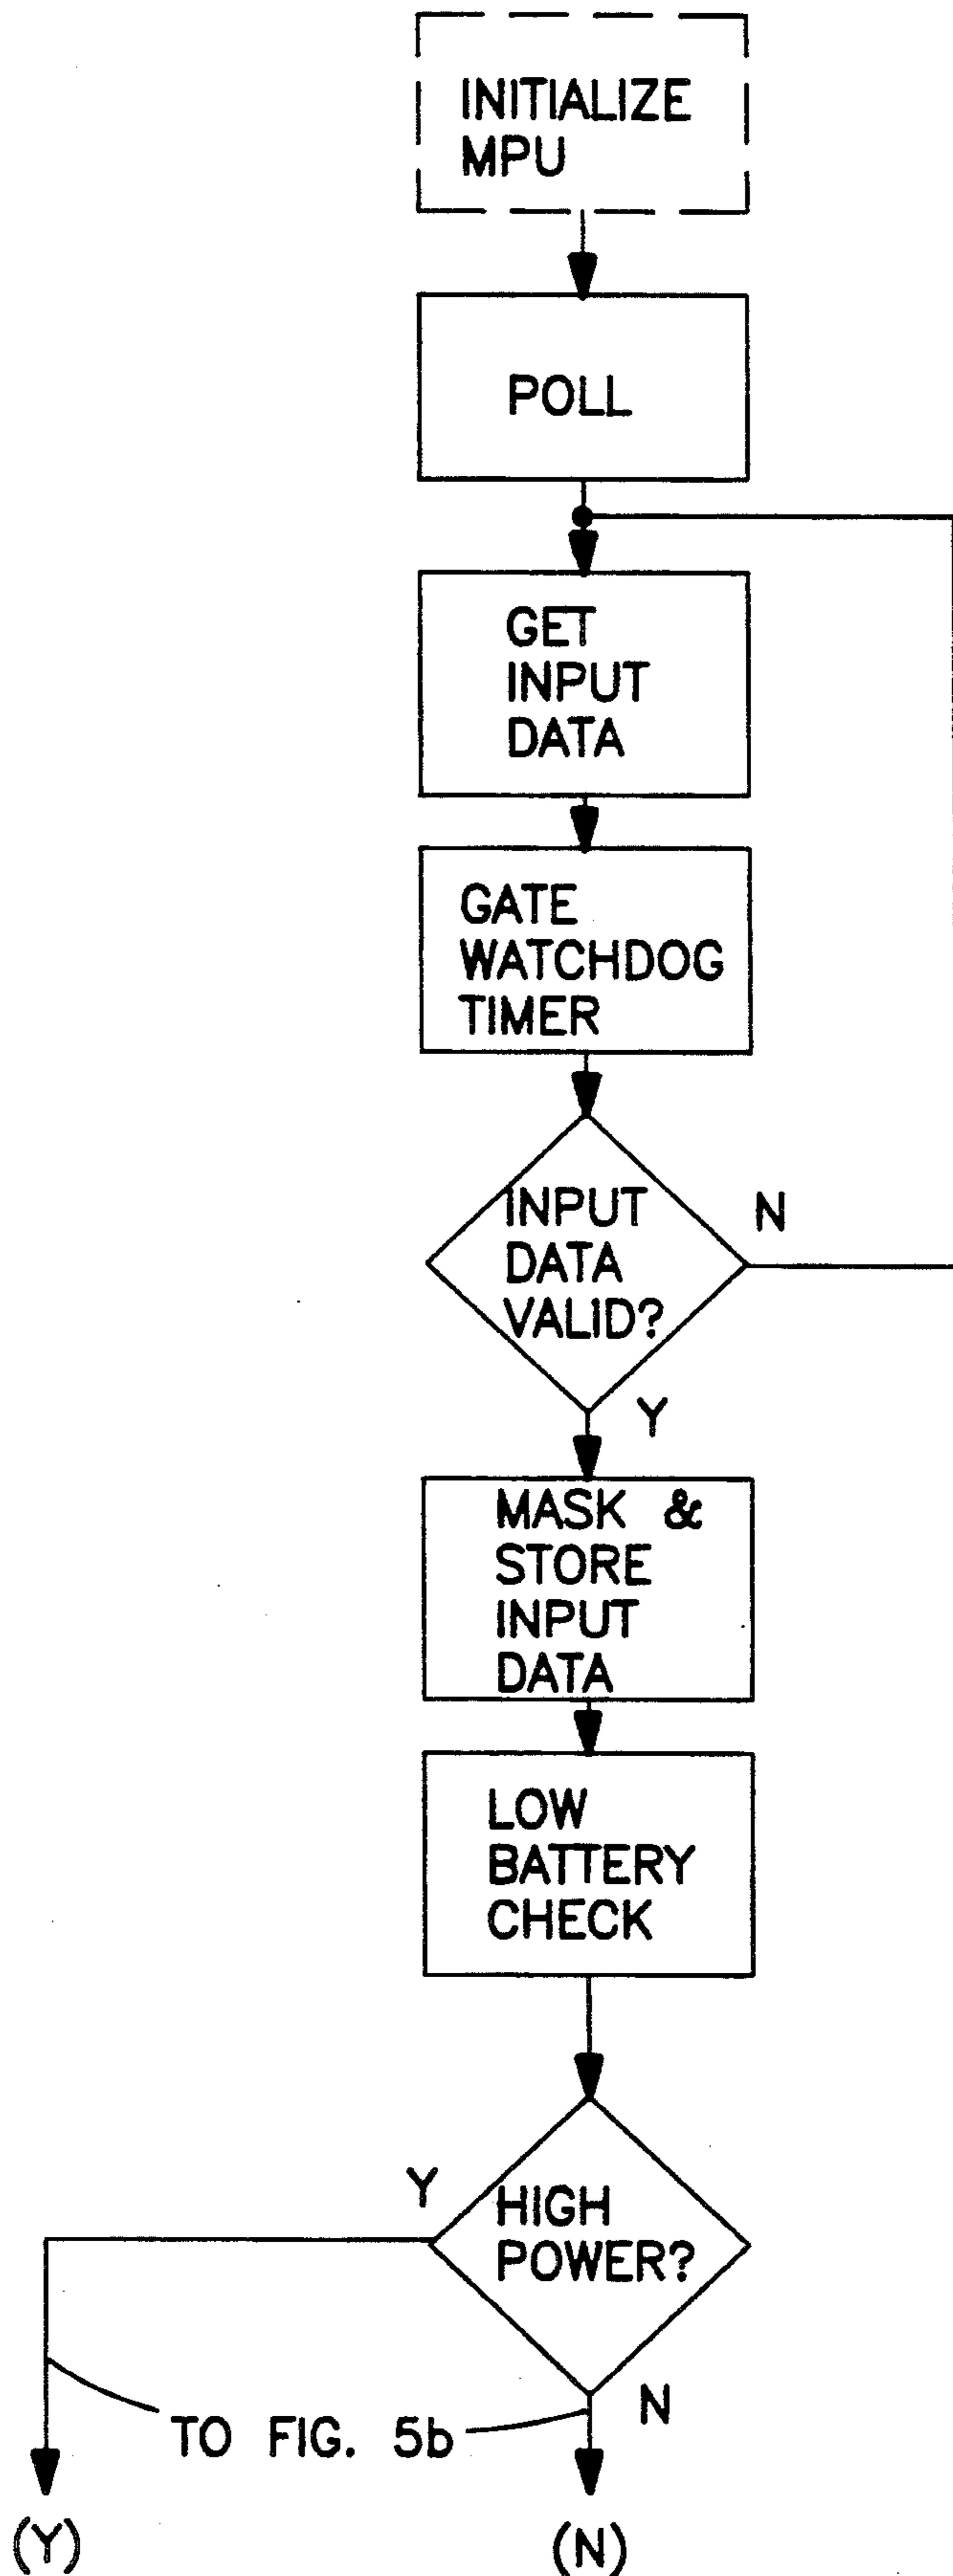 INITIALIZE
MPU
POLL
GET
INPUT
DATA
GATE
WATCHDOG
TIMER
INPUT
DATA
VALID?
N
Y
MASK &
STORE
INPUT
DATA
LOW
BATTERY
CHECK
Y
HIGH
POWER?
N
TO FIG. 5b
(Y)
(N)